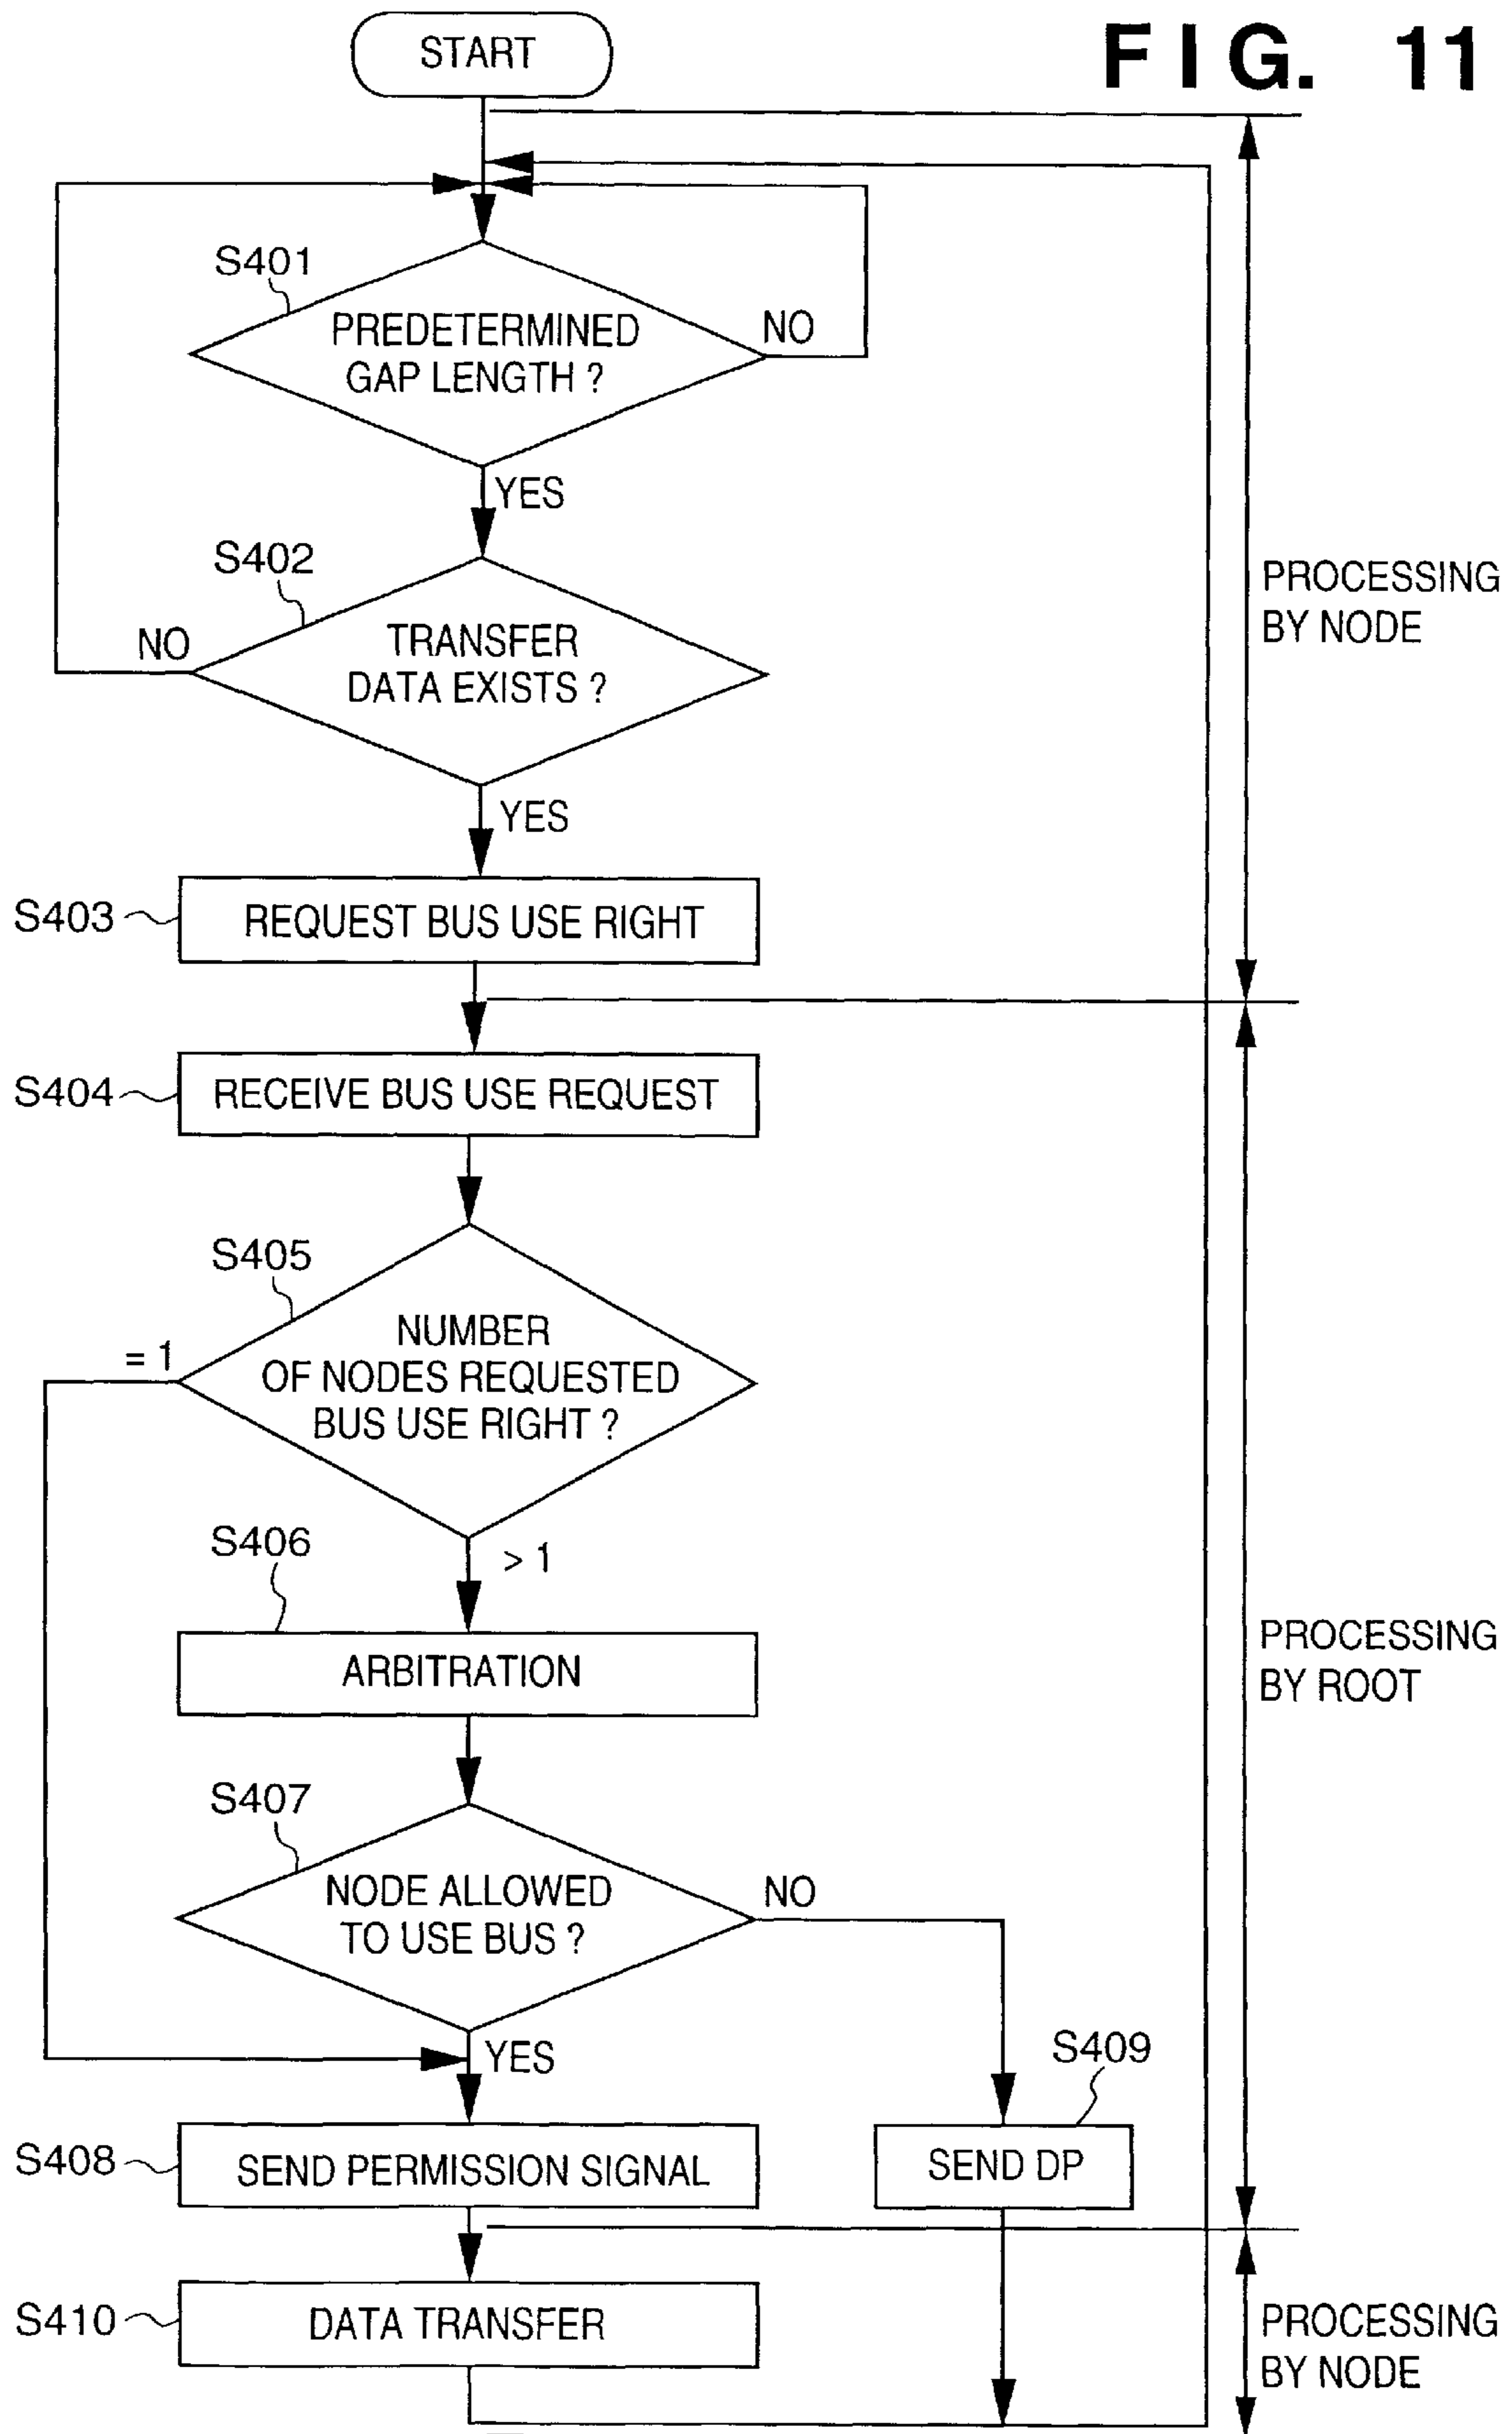 START
FIG. 11
S401
PREDETERMINED
GAP LENGTH ?
NO
YES
S402
NO
TRANSFER
DATA EXISTS ?
PROCESSING
BY NODE
YES
S403
REQUEST BUS USE RIGHT
S404
RECEIVE BUS USE REQUEST
S405
= 1
NUMBER
OF NODES REQUESTED
BUS USE RIGHT ?
S406
> 1
ARBITRATION
PROCESSING
BY ROOT
S407
NODE ALLOWED
TO USE BUS ?
NO
YES
S409
S408
SEND PERMISSION SIGNAL
SEND DP
S410
DATA TRANSFER
PROCESSING
BY NODE